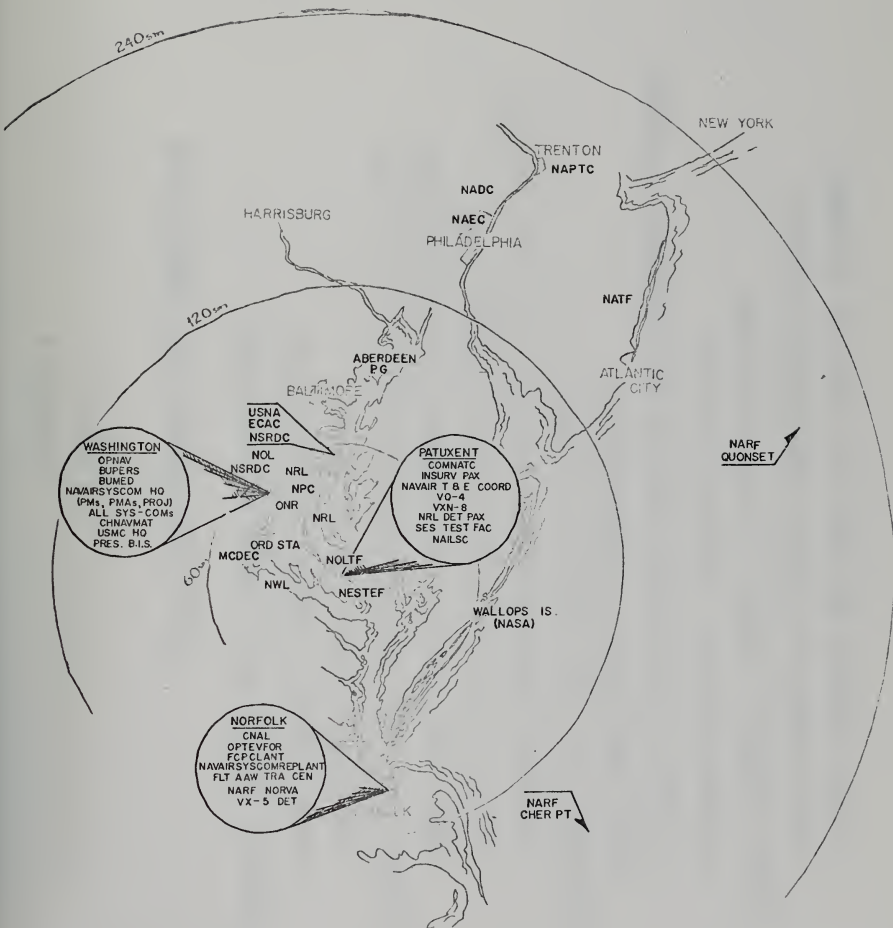 240sm
NEW YORK
TRENTON
NAPTC
NADC
NAEC
HARRISBURG
PHILADELPHIA
NATF
120sm
ABERDEEN
P.G.
ATLANTIC
CITY
BALTIMORE
USNA
ECAC
NSRDC
NARF
QUONSET
WASHINGTON
OPNAV
BUPERS
BUMED
NAVAIRSYSCOM HQ
(PMs, PMAs, PROJ)
ALL SYS-COMs
CHNAVMAT
USMC HQ
PRES. B.I.S.
NOL
NSRDC
NRL
NPC
ONR
NRL
PATUXENT
COMNATC
INSURV PAX
NAVAIR T & E COORD
VO-4
VXN-8
NRL DET PAX
SES TEST FAC
NAILSC
ORD STA
MCDEC
NOLTF
60
NWL
NESTEF
WALLOPS IS.
(NASA)
NORFOLK
CNAL
OPTEVFOR
FCPCLANT
NAVAIRSYSCOMREPLANT
FLT AAW TRA CEN
NARF NORVA
VX-5 DET
NARF
CHER PT